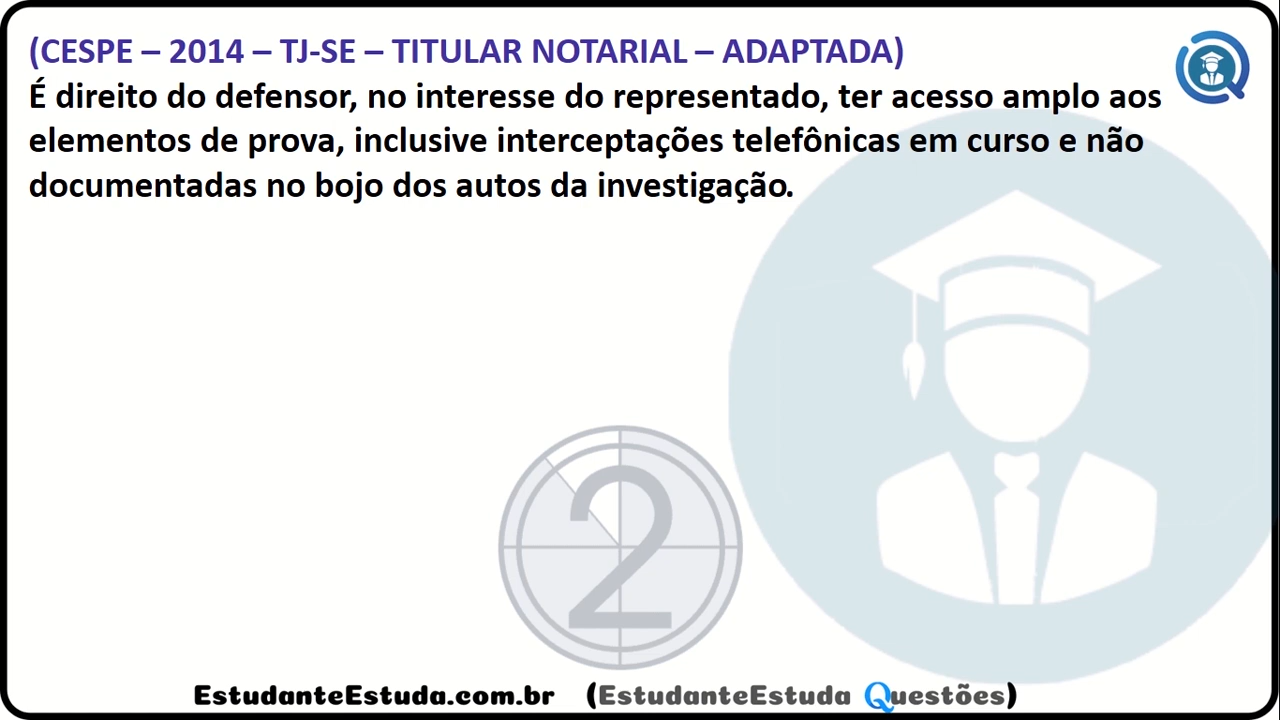 (CESPE – 2014 – TJ-SE – TITULAR NOTARIAL – ADAPTADA)
É direito do defensor, no interesse do representado, ter acesso amplo aos
elementos de prova, inclusive interceptações telefônicas em curso e não
documentadas no bojo dos autos da investigação.
2
EstudanteEstuda.com.br (EstudanteEstuda Questões)